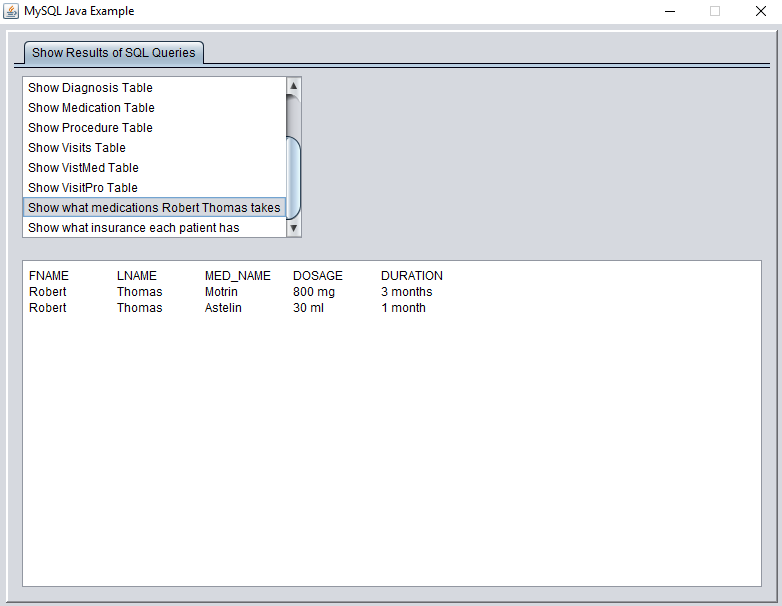 MySQL Java Example
Show Results of SQL Queries
Show Diagnosis Table
Show Medication Table
Show Procedure Table
Show Visits Table
Show VistMed Table
Show VisitPro Table
Show what medications Robert Thomas takes
Show what insurance each patient has
FNAME LNAME MED_NAME DOSAGE DURATION
Robert Thomas Motrin 800 mg 3 months
Robert Thomas Astelin 30 ml 1 month